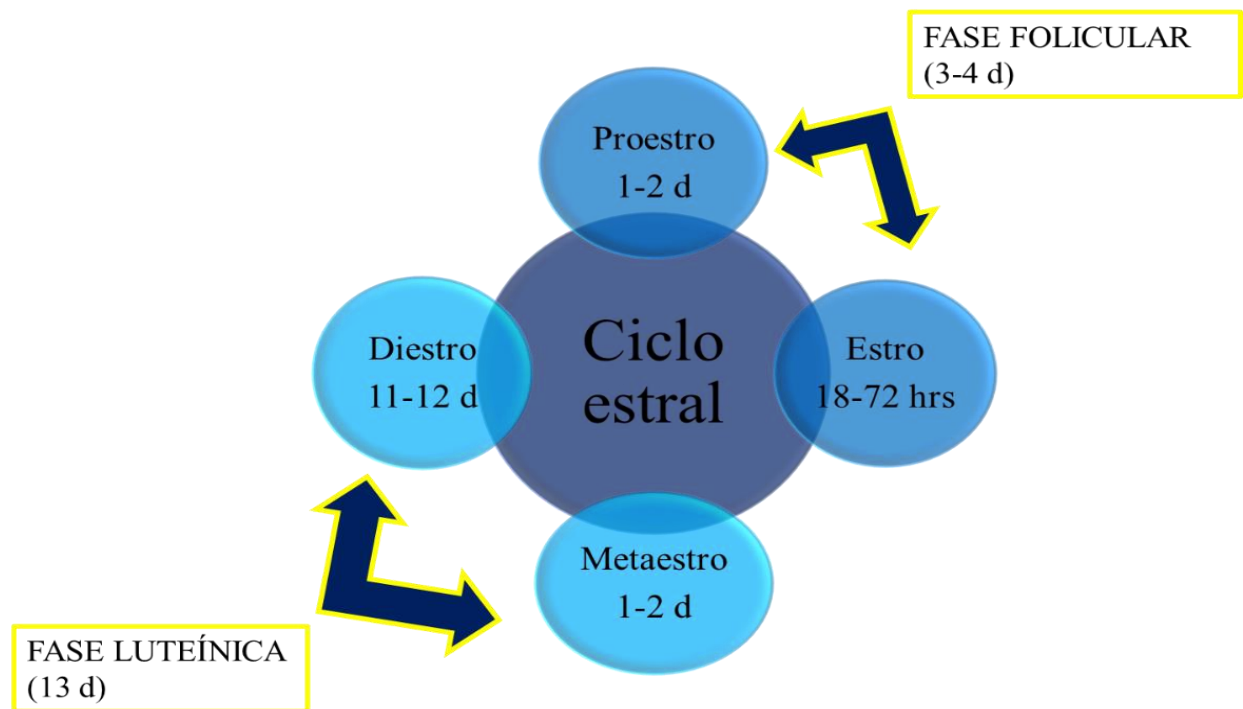 FASE FOLICULAR
(3-4 d)
Proestro
1-2 d
Diestro
11-12 d
Ciclo
estral
Estro
18-72 hrs
Metaestro
1-2 d
FASE LUTEÍNICA
(13 d)